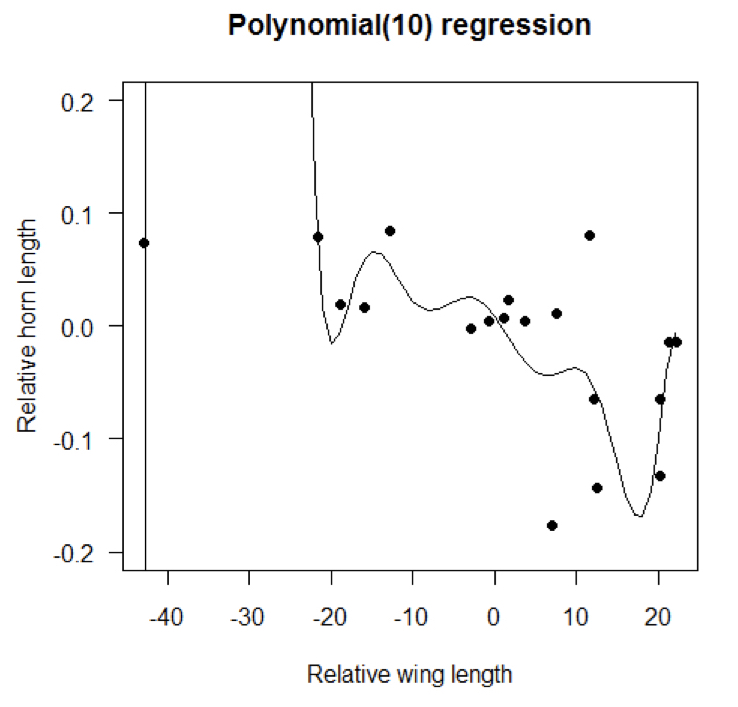 Polynomial(10) regression
Relative horn length
0.2
0.1
0.0
-0.1
-0.2
-40 -30 -20 -10 0 10 20
Relative wing length